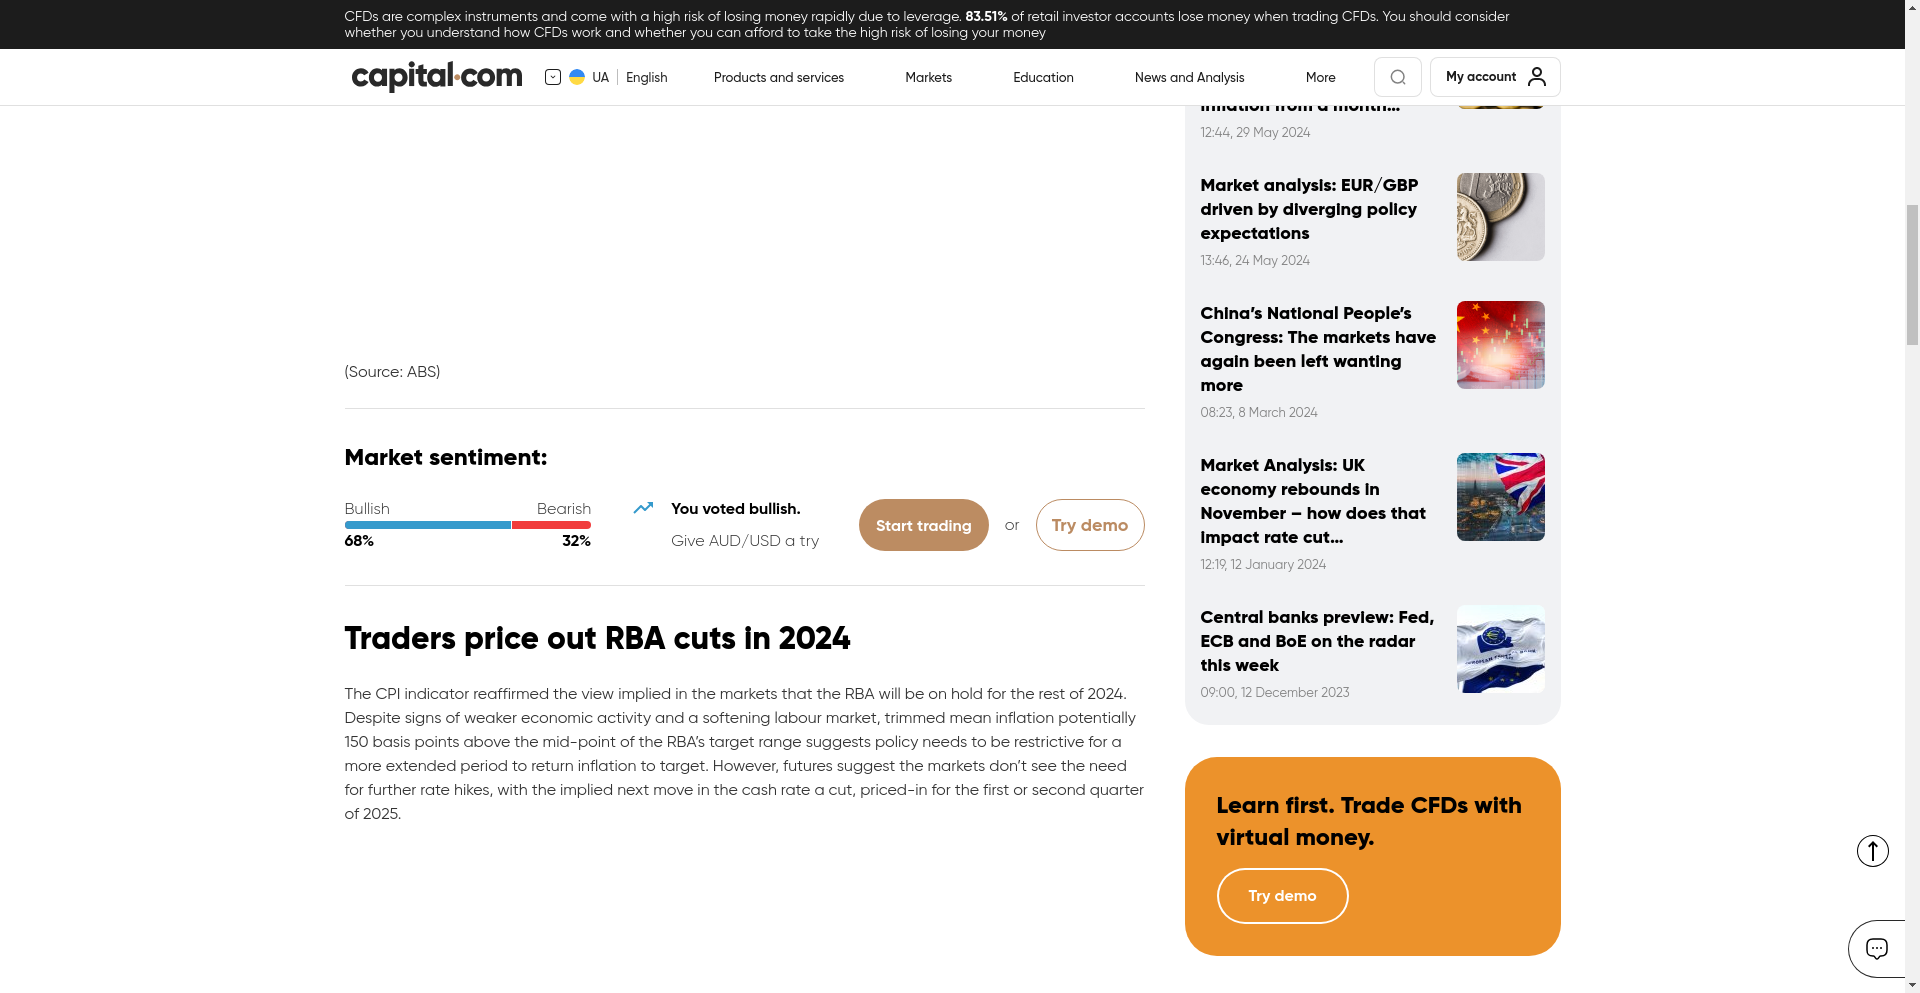 CFDs are complex instruments and come with a high risk of losing money rapidly due to leverage. 83.51% of retail investor accounts lose money when trading CFDs. You should consider
whether you understand how CFDs work and whether you can afford to take the high risk of losing your money
capital.com
UA
English
Products and services
Markets
Education
News and Analysis
More
My account
(Source: ABS)
Market sentiment:
Bullish
Bearish
68%
32%
You voted bullish.
Give AUD/USD a try
Start trading
or
Try demo
Traders price out RBA cuts in 2024
The CPI indicator reaffirmed the view implied in the markets that the RBA will be on hold for the rest of 2024.
Despite signs of weaker economic activity and a softening labour market, trimmed mean inflation potentially
150 basis points above the mid-point of the RBA’s target range suggests policy needs to be restrictive for a
more extended period to return inflation to target. However, futures suggest the markets don’t see the need
for further rate hikes, with the implied next move in the cash rate a cut, priced-in for the first or second quarter
of 2025.
inflation from a month...
12:44, 29 May 2024
Market analysis: EUR/GBP
driven by diverging policy
expectations
13:46, 24 May 2024
China’s National People’s
Congress: The markets have
again been left wanting
more
08:23, 8 March 2024
Market Analysis: UK
economy rebounds in
November – how does that
impact rate cut...
12:19, 12 January 2024
Central banks preview: Fed,
ECB and BoE on the radar
this week
09:00, 12 December 2023
Learn first. Trade CFDs with
virtual money.
Try demo